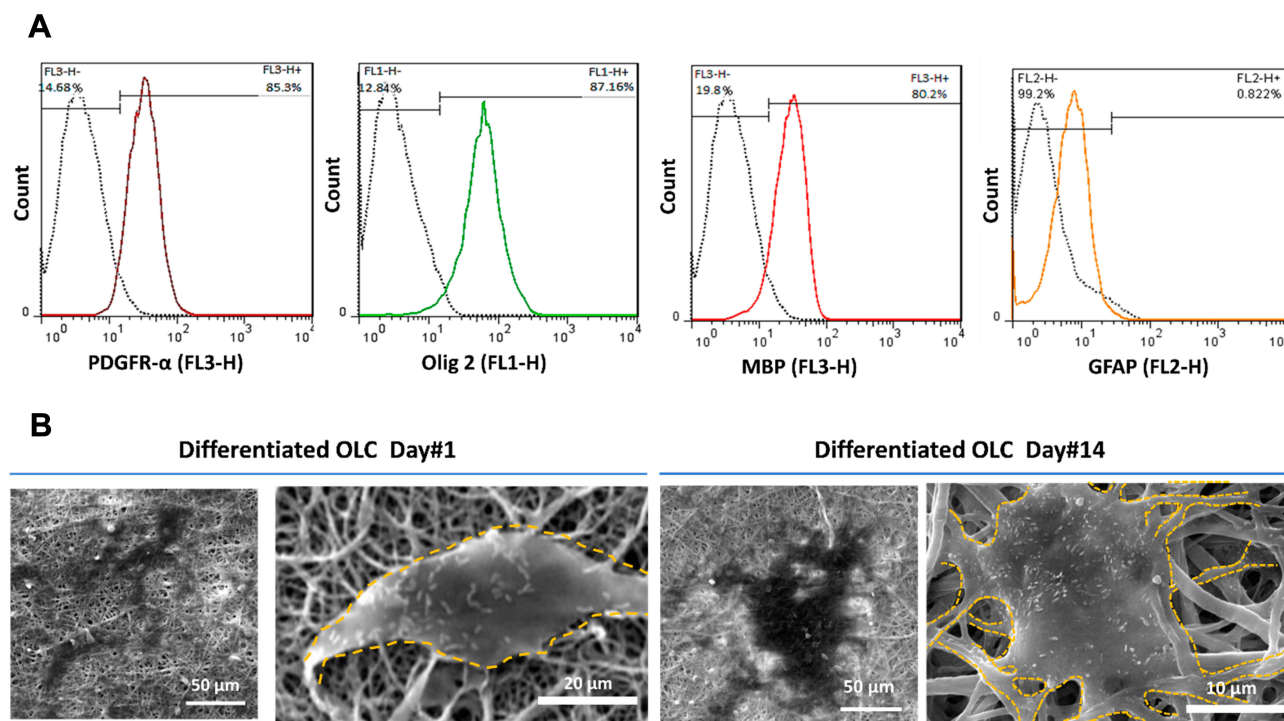 A
FL3-H-
14.68%
FL3-H+
85.3%
Count
0
10⁰ 10¹ 10² 10³ 10⁴
PDGFR-α (FL3-H)
FL1-H-
12.84%
FL1-H+
87.16%
Count
0
10⁰ 10¹ 10² 10³ 10⁴
Olig 2 (FL1-H)
FL3-H-
19.8%
FL3-H+
80.2%
Count
0
10⁰ 10¹ 10² 10³ 10⁴
MBP (FL3-H)
FL2-H-
99.2%
FL2-H+
0.822%
Count
0
10⁰ 10¹ 10² 10³ 10⁴
GFAP (FL2-H)
B
Differentiated OLC Day#1
Differentiated OLC Day#14
50 µm
20 µm
50 µm
10 µm